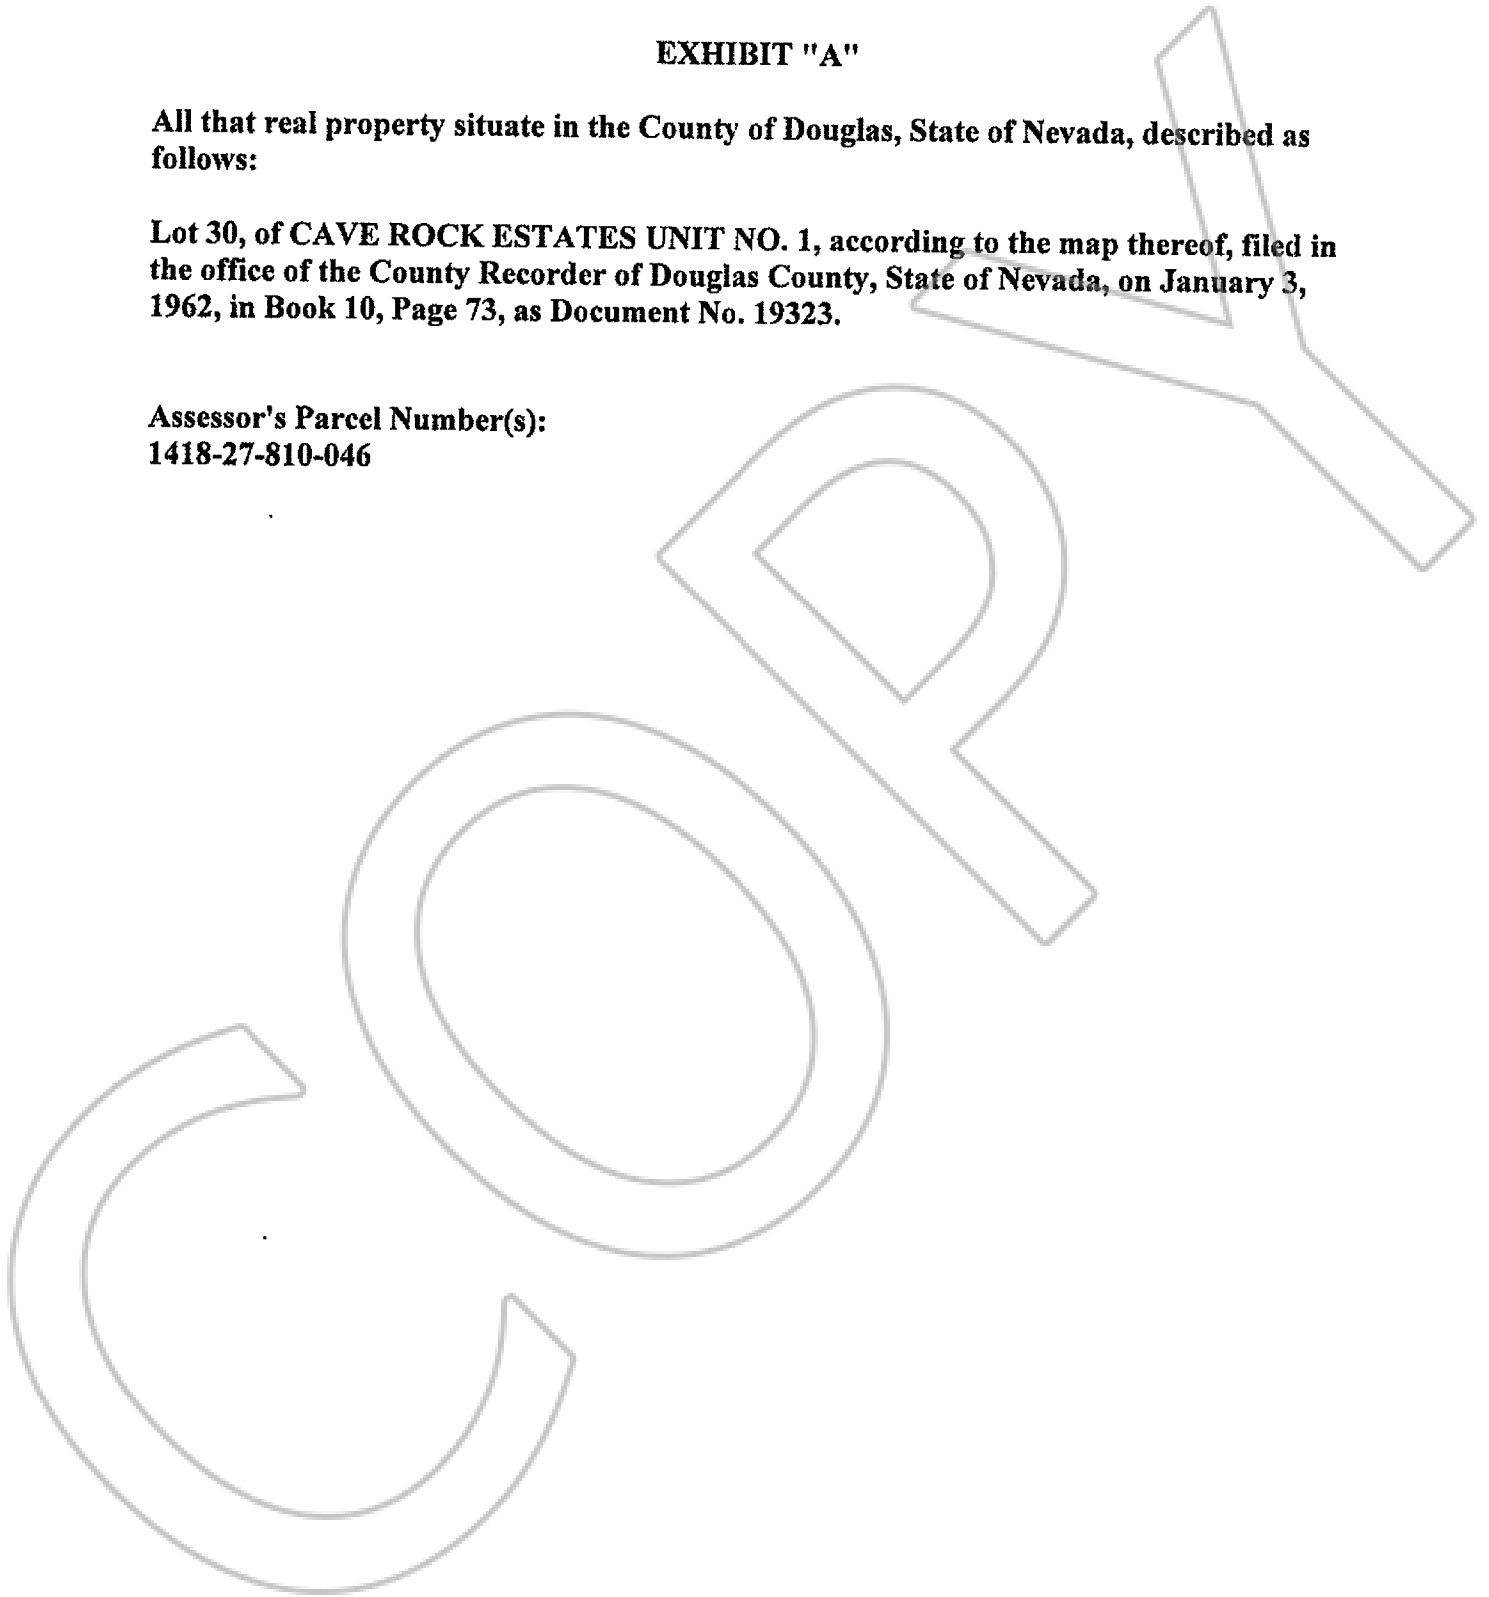 EXHIBIT "A"
All that real property situate in the County of Douglas, State of Nevada, described as
follows:
Lot 30, of CAVE ROCK ESTATES UNIT NO. 1, according to the map thereof, filed in
the office of the County Recorder of Douglas County, State of Nevada, on January 3,
1962, in Book 10, Page 73, as Document No. 19323.
Assessor's Parcel Number(s):
1418-27-810-046
COPY